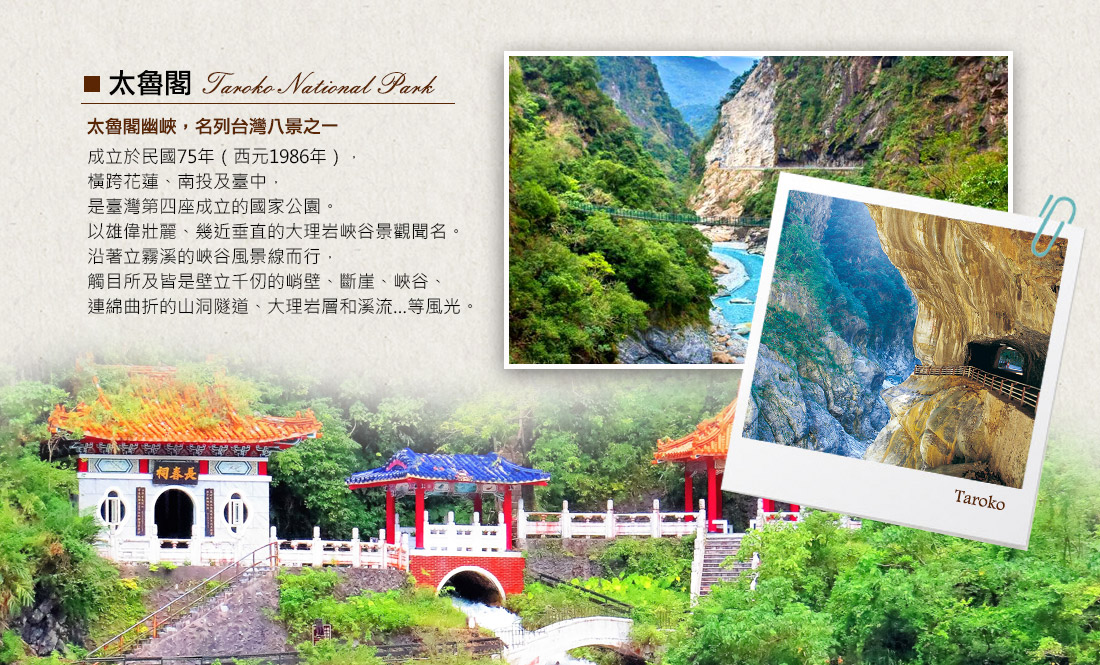 太魯閣 Taroko National Park
太魯閣幽峽，名列台灣八景之一
成立於民國75年（西元1986年），
橫跨花蓮、南投及臺中，
是臺灣第四座成立的國家公園。
以雄偉壯麗、幾近垂直的大理岩峽谷景觀聞名。
沿著立霧溪的峽谷風景線而行，
觸目所及皆是壁立千仞的峭壁、斷崖、峽谷、
連綿曲折的山洞隧道、大理岩層和溪流...等風光。
Taroko
祠春長